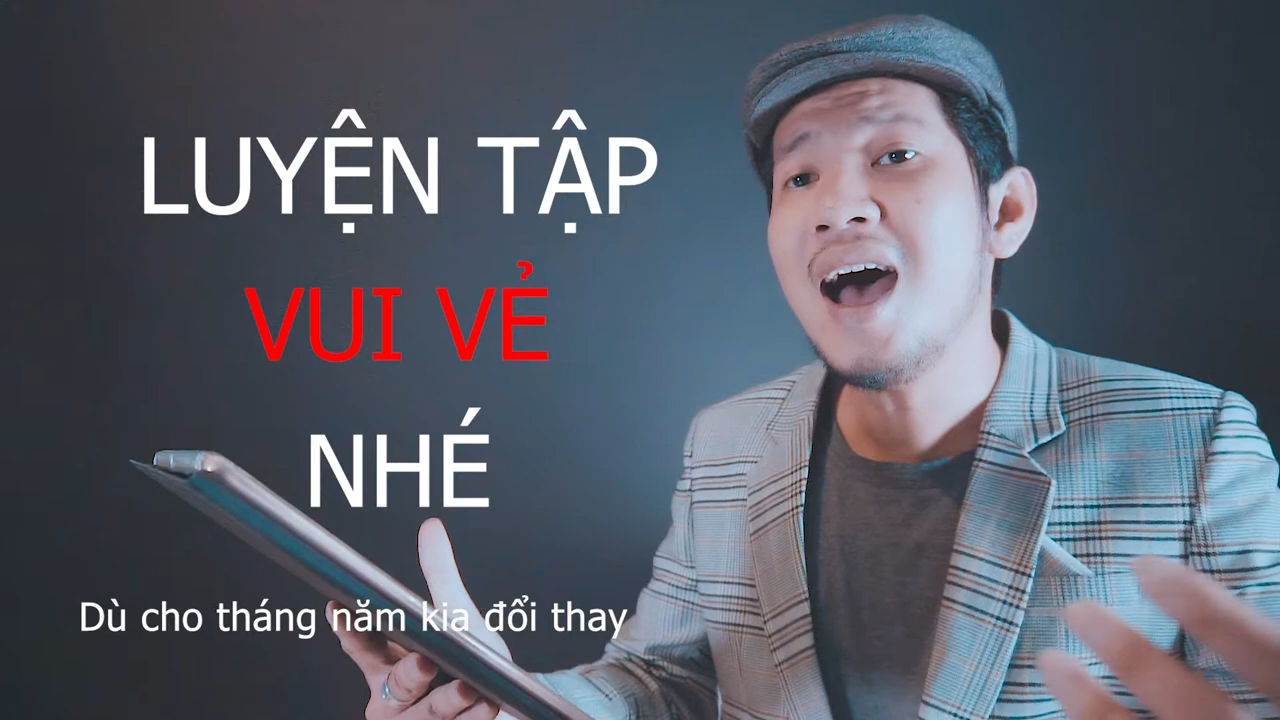 LUYỆN TẬP
VUI VẺ
NHÉ
Dù cho tháng năm kia đổi thay